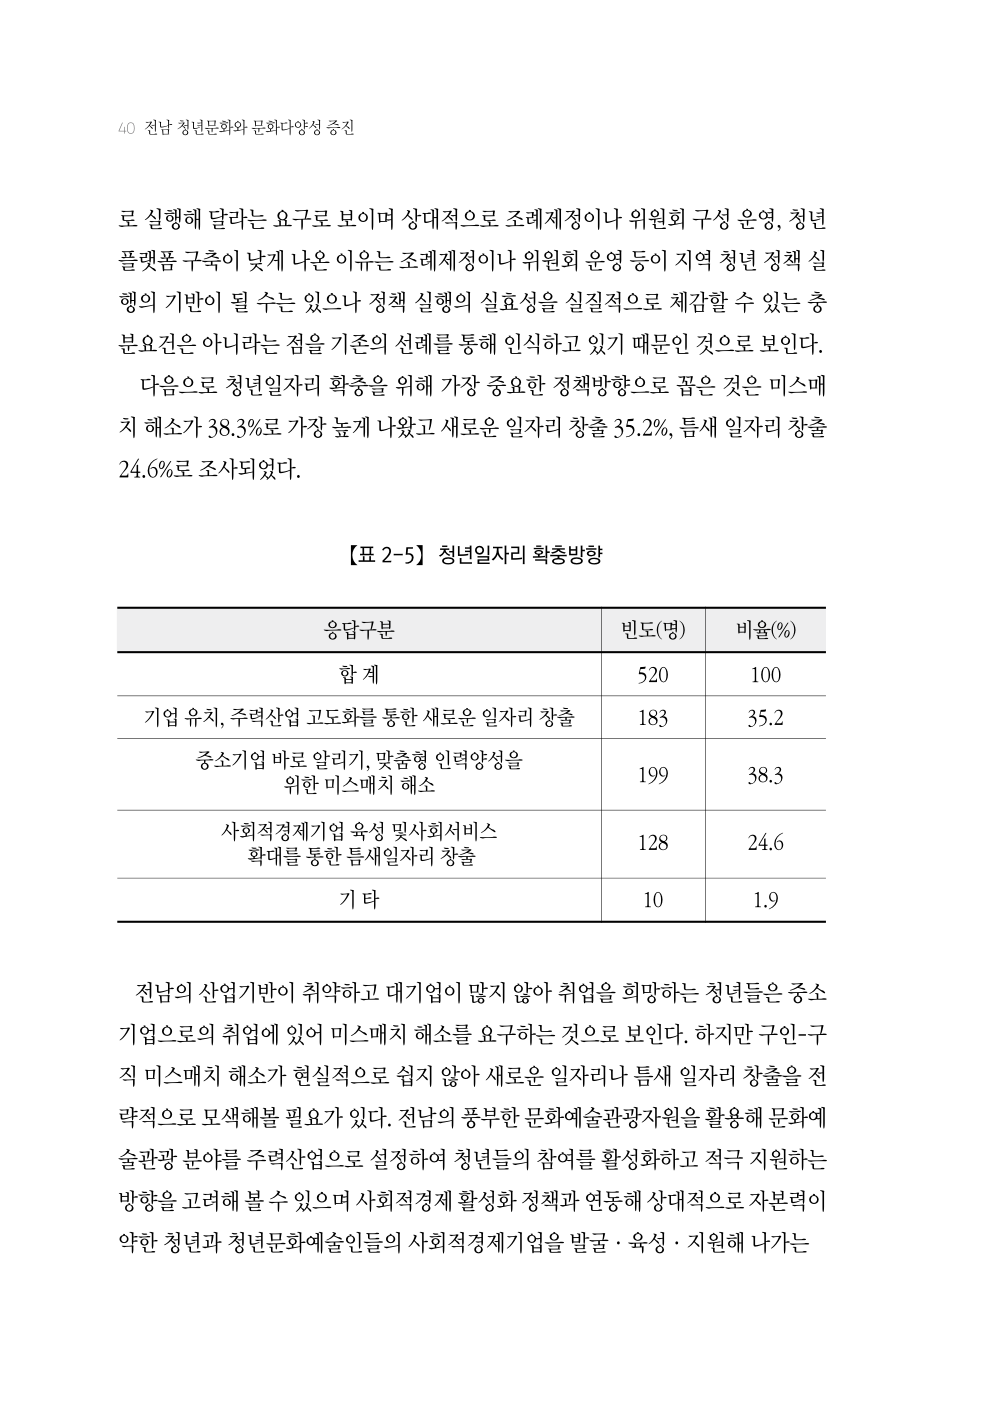 40 전남 청년문화와 문화다양성 증진
로 실행해 달라는 요구로 보이며 상대적으로 조례제정이나 위원회 구성 운영, 청년
플랫폼 구축이 낮게 나온 이유는 조례제정이나 위원회 운영 등이 지역 청년 정책 실
행의 기반이 될 수는 있으나 정책 실행의 실효성을 실질적으로 체감할 수 있는 충
분요건은 아니라는 점을 기존의 선례를 통해 인식하고 있기 때문인 것으로 보인다.
다음으로 청년일자리 확충을 위해 가장 중요한 정책방향으로 꼽은 것은 미스매
치 해소가 38.3%로 가장 높게 나왔고 새로운 일자리 창출 35.2%, 틈새 일자리 창출
24.6%로 조사되었다.
【표 2-5】 청년일자리 확충방향
응답구분 빈도(명) 비율(%)
합 계 520 100
기업 유치, 주력산업 고도화를 통한 새로운 일자리 창출 183 35.2
중소기업 바로 알리기, 맞춤형 인력양성을
위한 미스매치 해소 199 38.3
사회적경제기업 육성 및사회서비스
확대를 통한 틈새일자리 창출 128 24.6
기 타 10 1.9
전남의 산업기반이 취약하고 대기업이 많지 않아 취업을 희망하는 청년들은 중소
기업으로의 취업에 있어 미스매치 해소를 요구하는 것으로 보인다. 하지만 구인-구
직 미스매치 해소가 현실적으로 쉽지 않아 새로운 일자리나 틈새 일자리 창출을 전
략적으로 모색해볼 필요가 있다. 전남의 풍부한 문화예술관광자원을 활용해 문화예
술관광 분야를 주력산업으로 설정하여 청년들의 참여를 활성화하고 적극 지원하는
방향을 고려해 볼 수 있으며 사회적경제 활성화 정책과 연동해 상대적으로 자본력이
약한 청년과 청년문화예술인들의 사회적경제기업을 발굴 · 육성 · 지원해 나가는